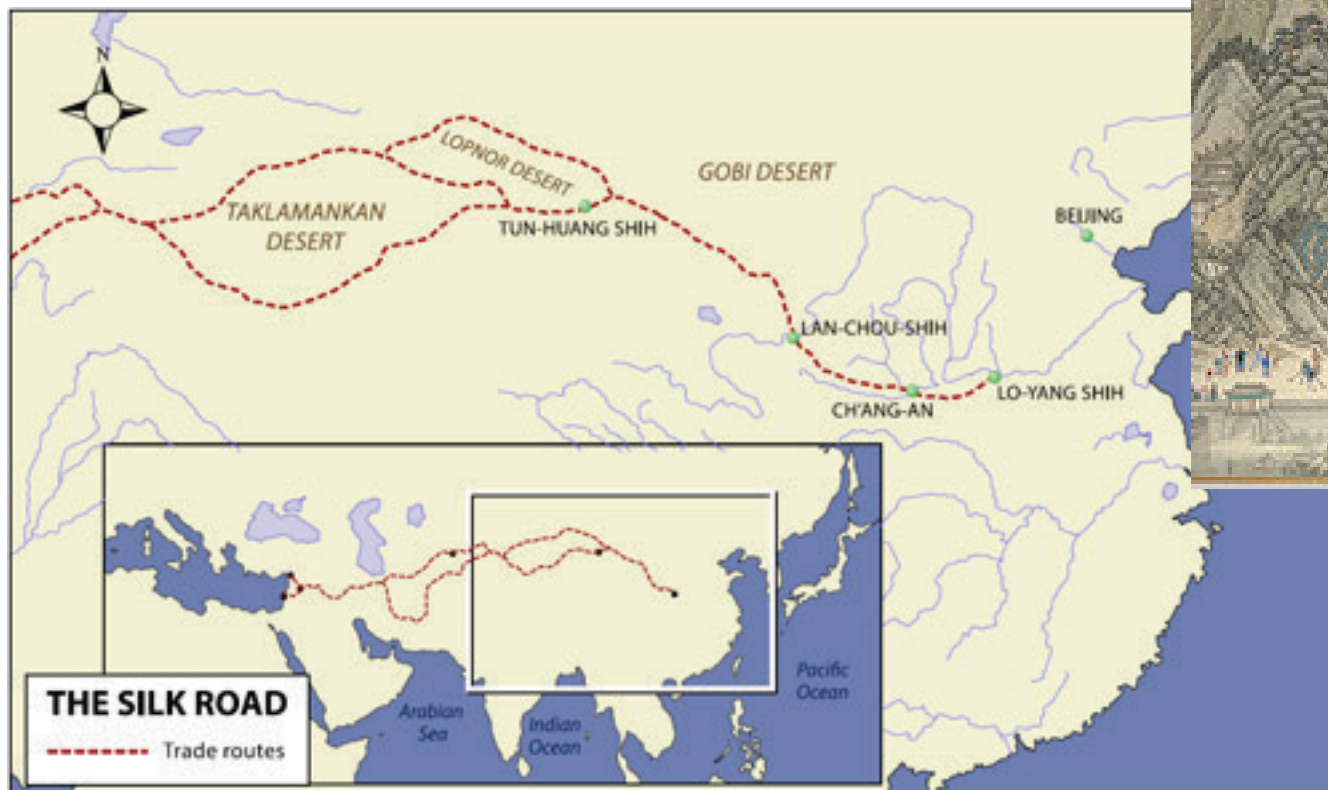 N
LOPNOR DESERT
GOBI DESERT
TAKLAMANKAN
DESERT
TUN-HUANG SHIH
BEIJING
LAN-CHOU-SHIH
CH'ANG-AN
LO-YANG SHIH
THE SILK ROAD
Trade routes
Arabian
Sea
Indian
Ocean
Pacific
Ocean